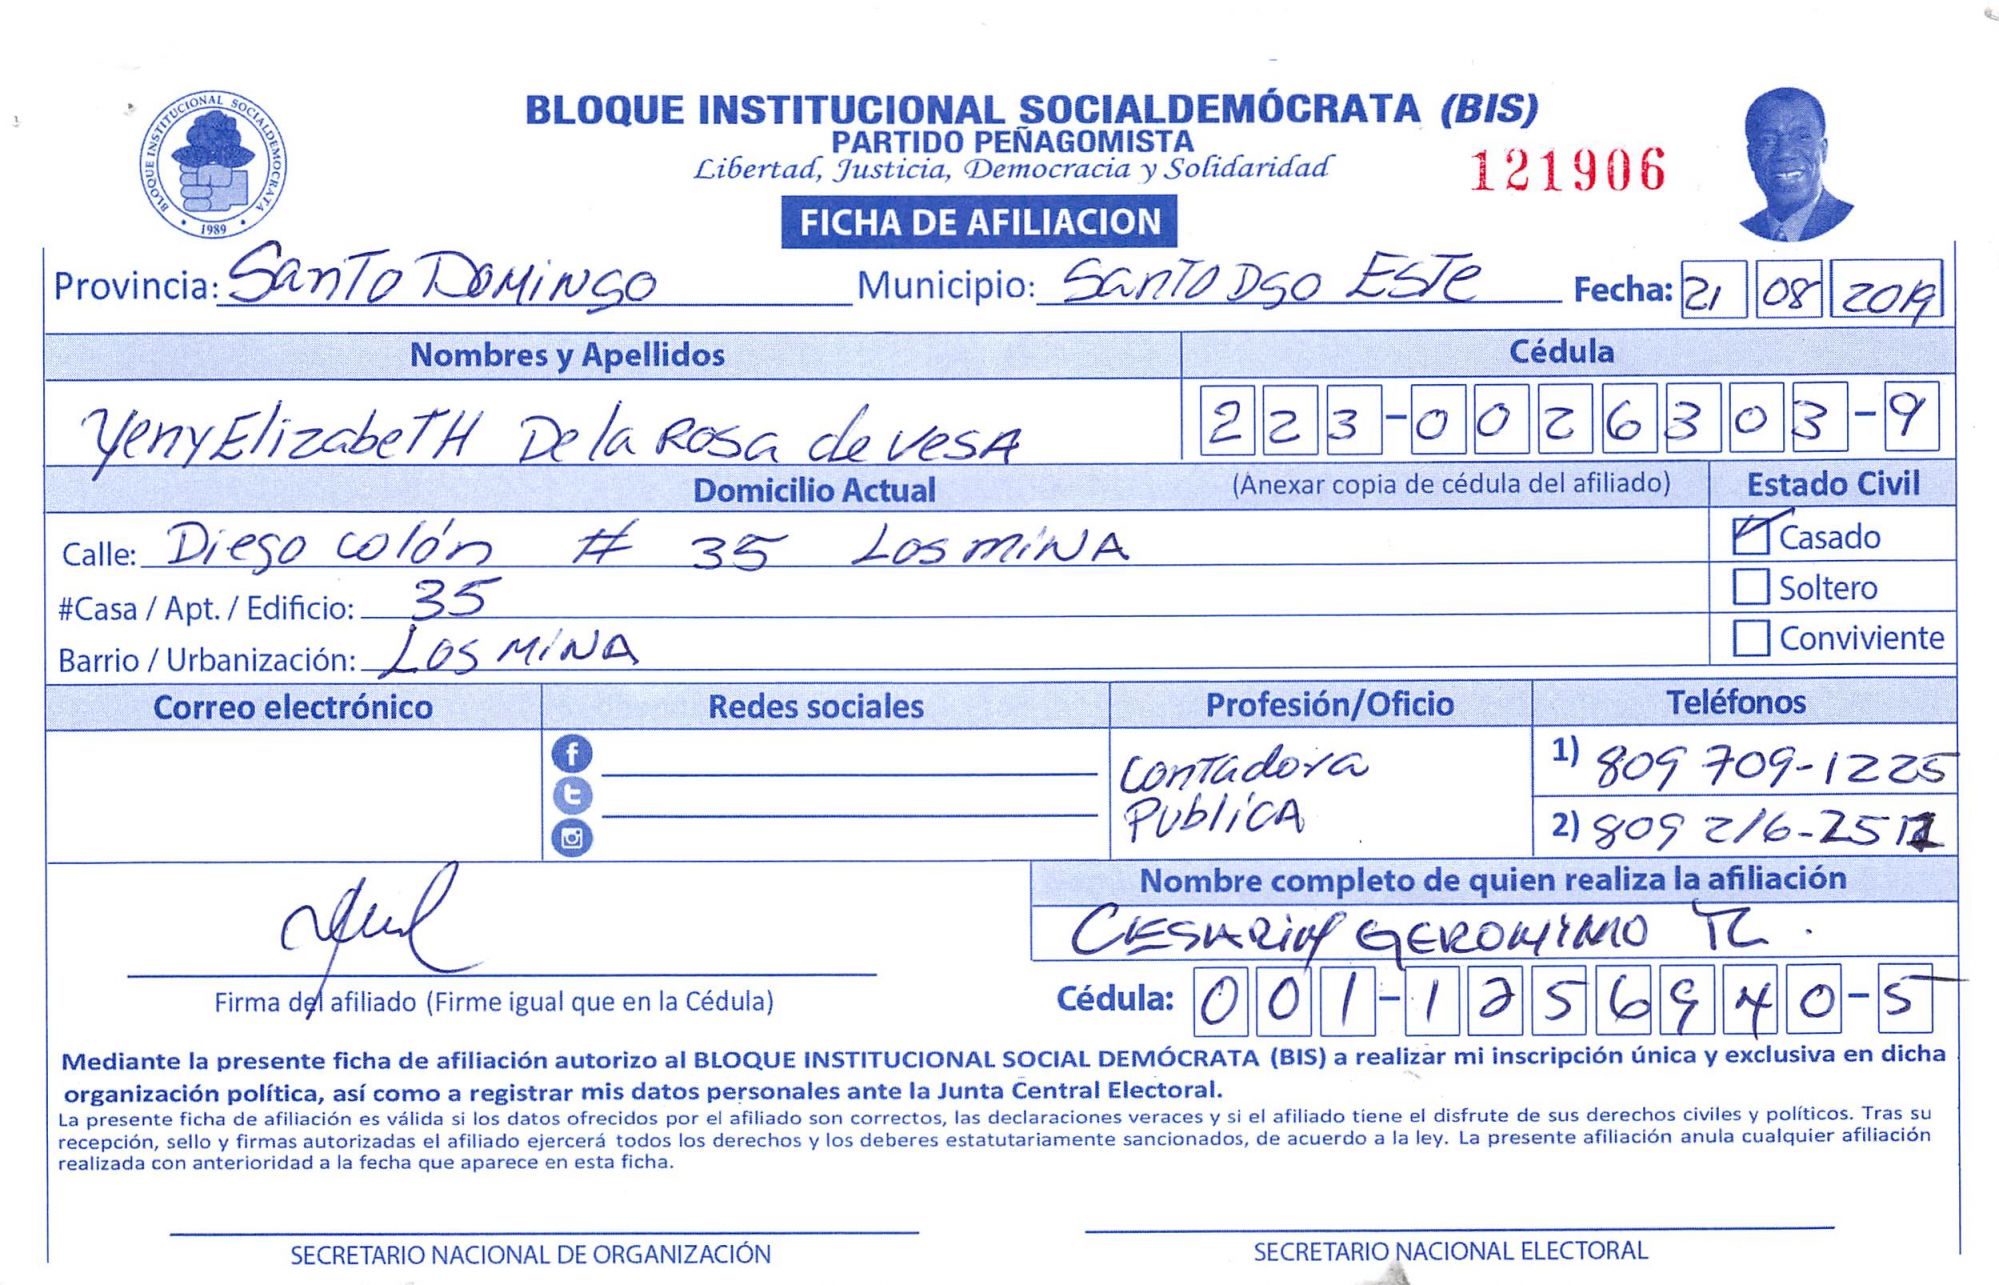 BLOQUE INSTITUCIONAL SOCIALDEMOCRATA
1989
BLOQUE INSTITUCIONAL SOCIALDEMÓCRATA (BIS)
PARTIDO PEÑAGOMISTA
Libertad, Justicia, Democracia y Solidaridad
121906
FICHA DE AFILIACION
Provincia: SANTO DOMINGO Municipio: SANTO DGO ESTE Fecha: 21 08 2019
Nombres y Apellidos Cédula
Yeny ElizabeTH De la Rosa de vesA 223-0026303-9
Domicilio Actual (Anexar copia de cédula del afiliado) Estado Civil
Calle: Diego colón # 35 Los miNA Casado
#Casa / Apt. / Edificio: 35 Soltero
Barrio / Urbanización: Los MiNA Conviviente
Correo electrónico Redes sociales Profesión/Oficio Teléfonos
Contadora 1) 809 709-1225
Publica 2) 809 216-251
Nombre completo de quien realiza la afiliación
GERONIMO
Firma del afiliado (Firme igual que en la Cédula) Cédula: 001-1256940-5
Mediante la presente ficha de afiliación autorizo al BLOQUE INSTITUCIONAL SOCIAL DEMÓCRATA (BIS) a realizar mi inscripción única y exclusiva en dicha
organización política, así como a registrar mis datos personales ante la Junta Central Electoral.
La presente ficha de afiliación es válida si los datos ofrecidos por el afiliado son correctos, las declaraciones veraces y si el afiliado tiene el disfrute de sus derechos civiles y políticos. Tras su
recepción, sello y firmas autorizadas el afiliado ejercerá todos los derechos y los deberes estatutariamente sancionados, de acuerdo a la ley. La presente afiliación anula cualquier afiliación
realizada con anterioridad a la fecha que aparece en esta ficha.
SECRETARIO NACIONAL DE ORGANIZACIÓN SECRETARIO NACIONAL ELECTORAL